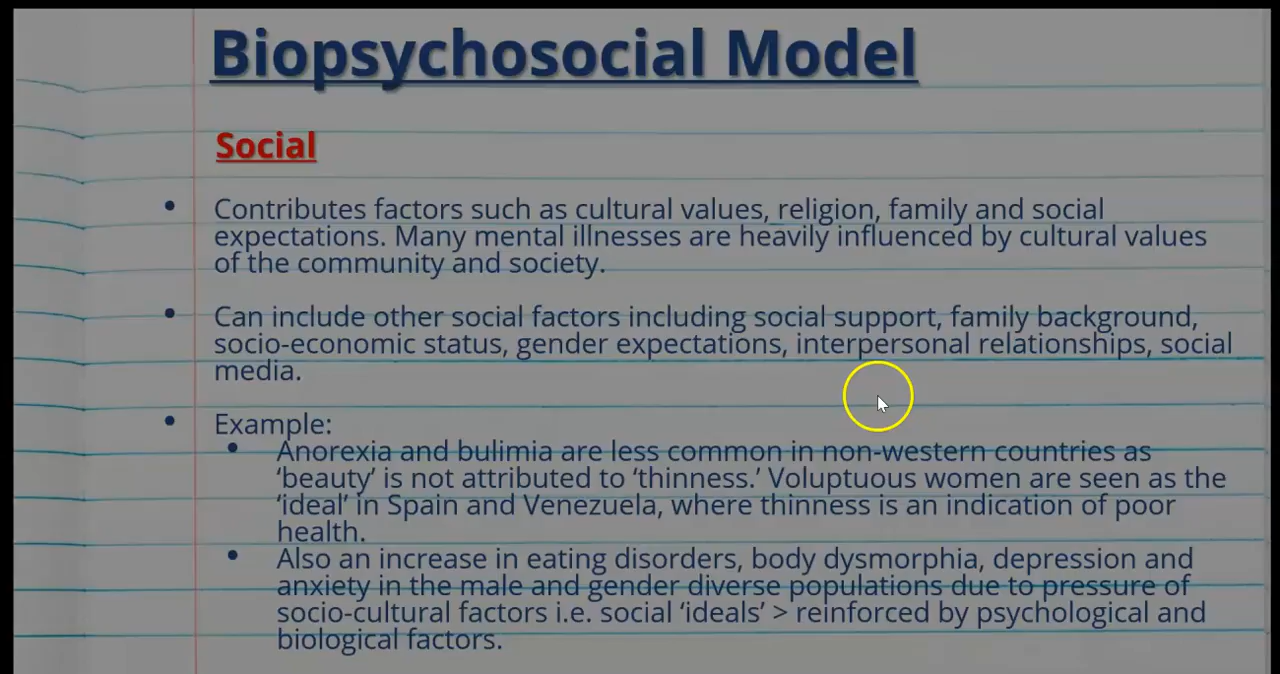 Biopsychosocial Model
Social
• Contributes factors such as cultural values, religion, family and social
expectations. Many mental illnesses are heavily influenced by cultural values
of the community and society.
• Can include other social factors including social support, family background,
socio-economic status, gender expectations, interpersonal relationships, social
media.
• Example:
• Anorexia and bulimia are less common in non-western countries as
‘beauty’ is not attributed to ‘thinness.’ Voluptuous women are seen as the
‘ideal’ in Spain and Venezuela, where thinness is an indication of poor
health.
• Also an increase in eating disorders, body dysmorphia, depression and
anxiety in the male and gender diverse populations due to pressure of
socio-cultural factors i.e. social ‘ideals’ > reinforced by psychological and
biological factors.